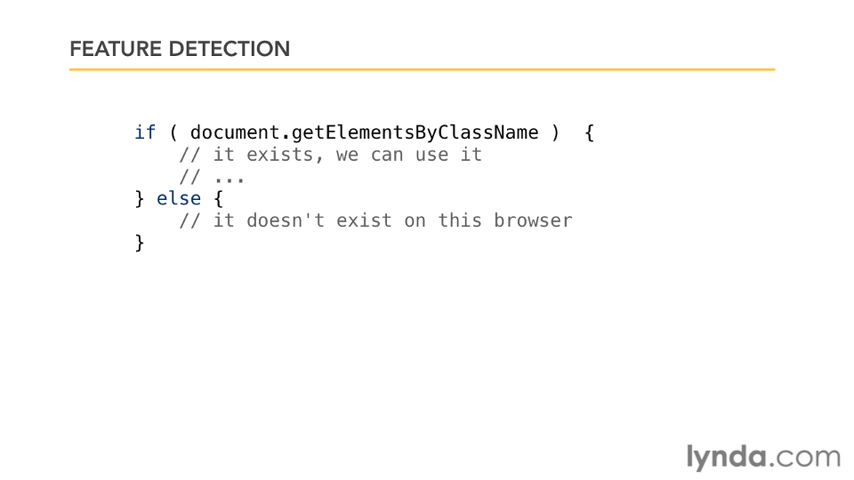 FEATURE DETECTION
if ( document.getElementsByClassName )  {
    // it exists, we can use it
    // ...
} else {
    // it doesn't exist on this browser
}
lynda.com